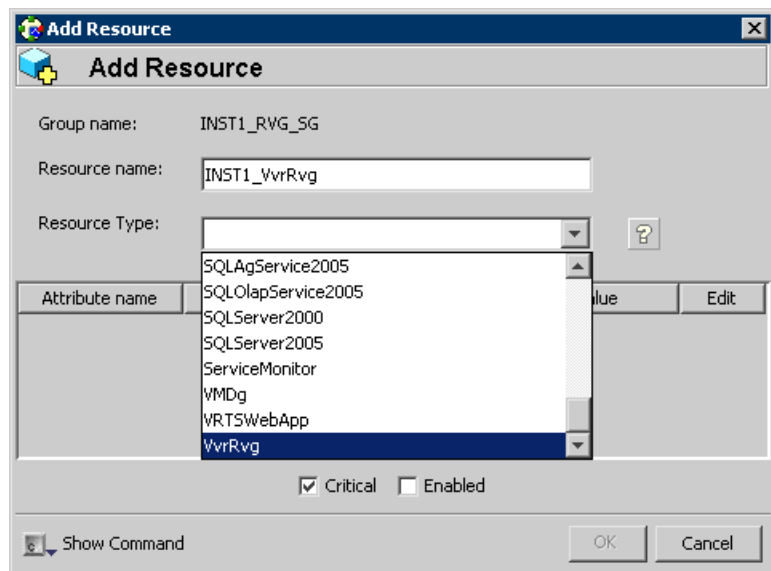 Add Resource
Add Resource
Group name: INST1_RVG_SG
Resource name: INST1_VvrRvg
Resource Type:
SQLAgService2005
SQLOlapService2005
Attribute name lue Edit
SQLServer2000
SQLServer2005
ServiceMonitor
VMDg
VRTSWebApp
VvrRvg
Critical Enabled
Show Command OK Cancel